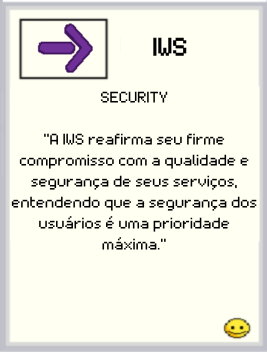 IWS
SECURITY
"A IWS reafirma seu firme
compromisso com a qualidade e
segurança de seus serviços,
entendendo que a segurança dos
usuários é uma prioridade
máxima."